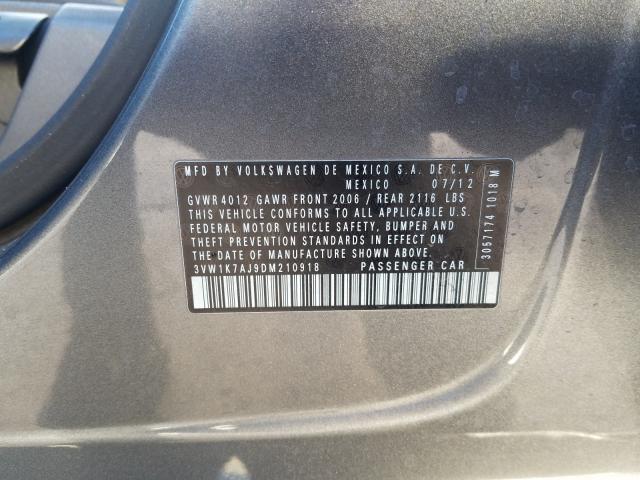 MFD BY VOLKSWAGEN DE MEXICO S.A. DE C.V.
MEXICO 07/12
GVWR 4012 GAWR FRONT 2006 / REAR 2116 LBS
THIS VEHICLE CONFORMS TO ALL APPLICABLE U.S.
FEDERAL MOTOR VEHICLE SAFETY, BUMPER AND
THEFT PREVENTION STANDARDS IN EFFECT ON
THE DATE OF MANUFACTURE SHOWN ABOVE.
3VW1K7AJ9DM210918 PASSENGER CAR
3057174 1018 M